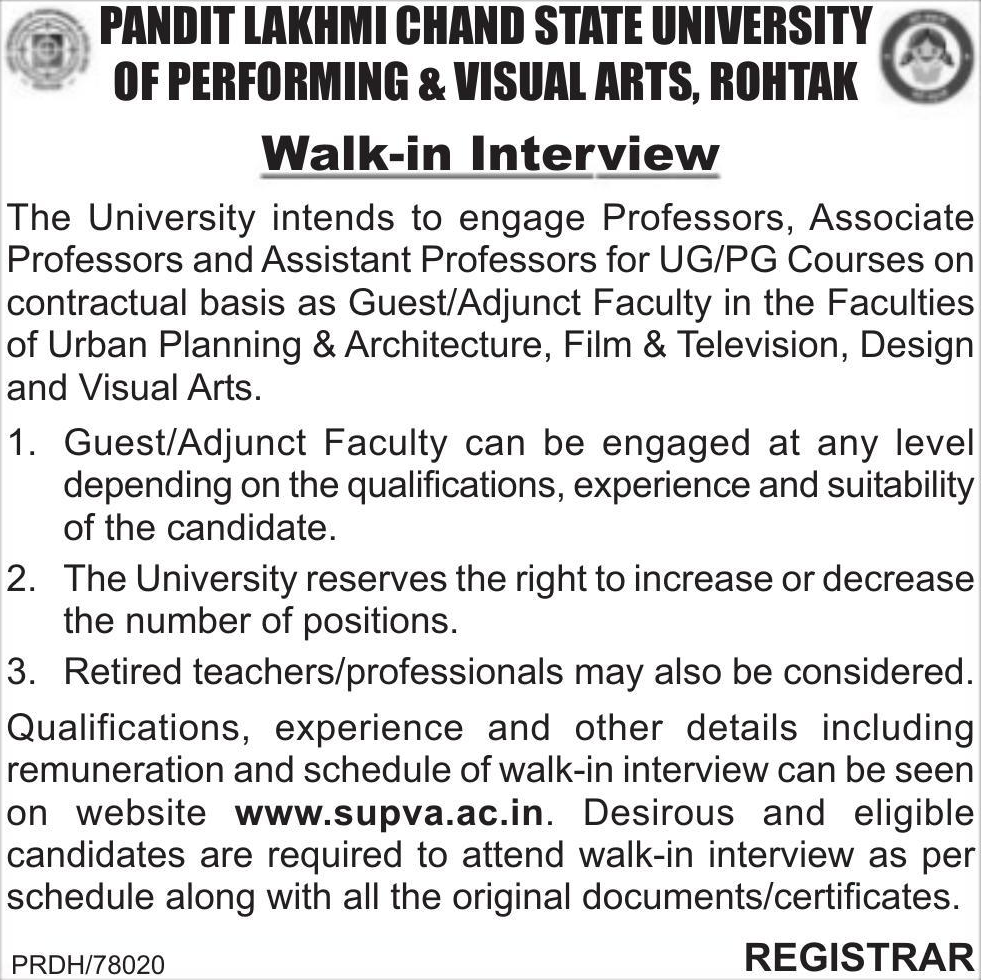 PANDIT LAKHMI CHAND STATE UNIVERSITY
OF PERFORMING & VISUAL ARTS, ROHTAK
Walk-in Interview
The University intends to engage Professors, Associate
Professors and Assistant Professors for UG/PG Courses on
contractual basis as Guest/Adjunct Faculty in the Faculties
of Urban Planning & Architecture, Film & Television, Design
and Visual Arts.
1. Guest/Adjunct Faculty can be engaged at any level
depending on the qualifications, experience and suitability
of the candidate.
2. The University reserves the right to increase or decrease
the number of positions.
3. Retired teachers/professionals may also be considered.
Qualifications, experience and other details including
remuneration and schedule of walk-in interview can be seen
on website www.supva.ac.in. Desirous and eligible
candidates are required to attend walk-in interview as per
schedule along with all the original documents/certificates.
PRDH/78020
REGISTRAR